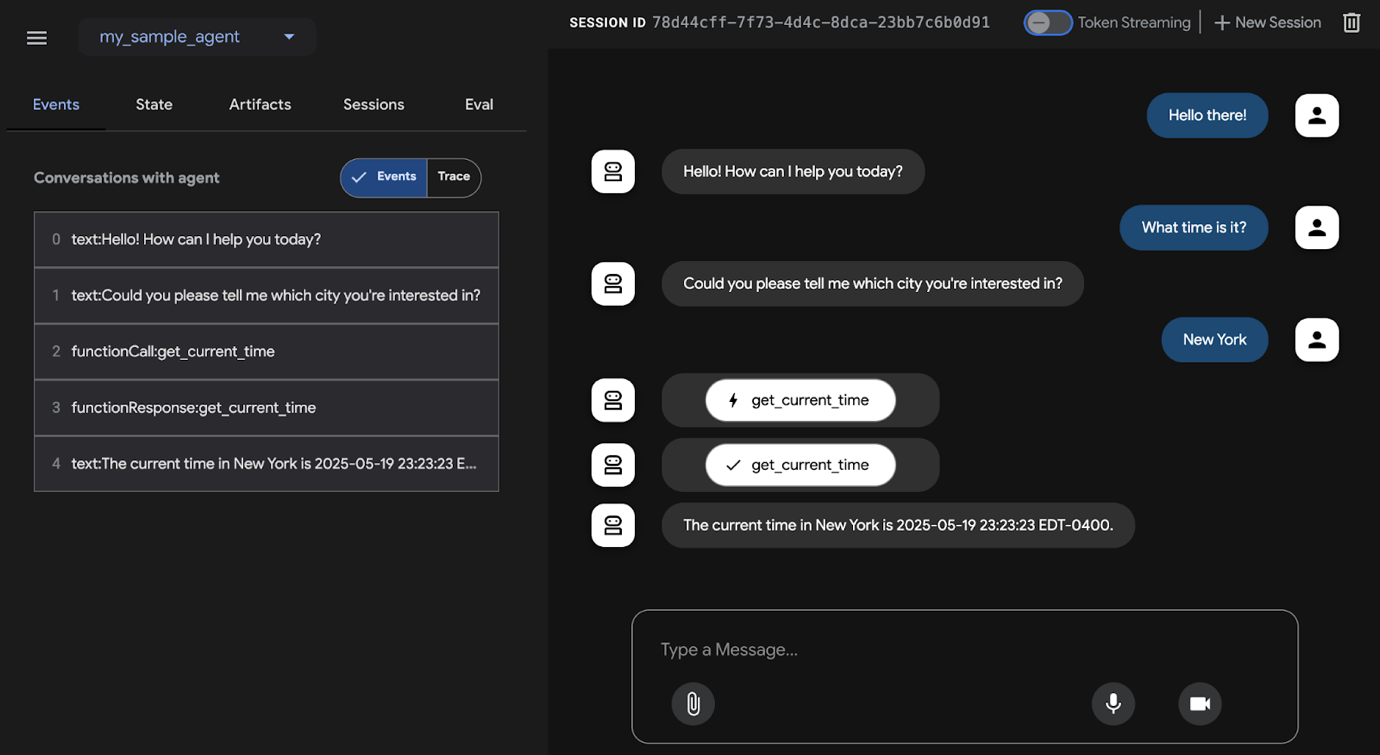 my_sample_agent
SESSION ID 78d44cff-7f73-4d4c-8dca-23bb7c6b0d91
Token Streaming
New Session
Events State Artifacts Sessions Eval
Conversations with agent
Events Trace
0 text:Hello! How can I help you today?
1 text:Could you please tell me which city you're interested in?
2 functionCall:get_current_time
3 functionResponse:get_current_time
4 text:The current time in New York is 2025-05-19 23:23:23 E...
Hello there!
Hello! How can I help you today?
What time is it?
Could you please tell me which city you're interested in?
New York
get_current_time
get_current_time
The current time in New York is 2025-05-19 23:23:23 EDT-0400.
Type a Message...